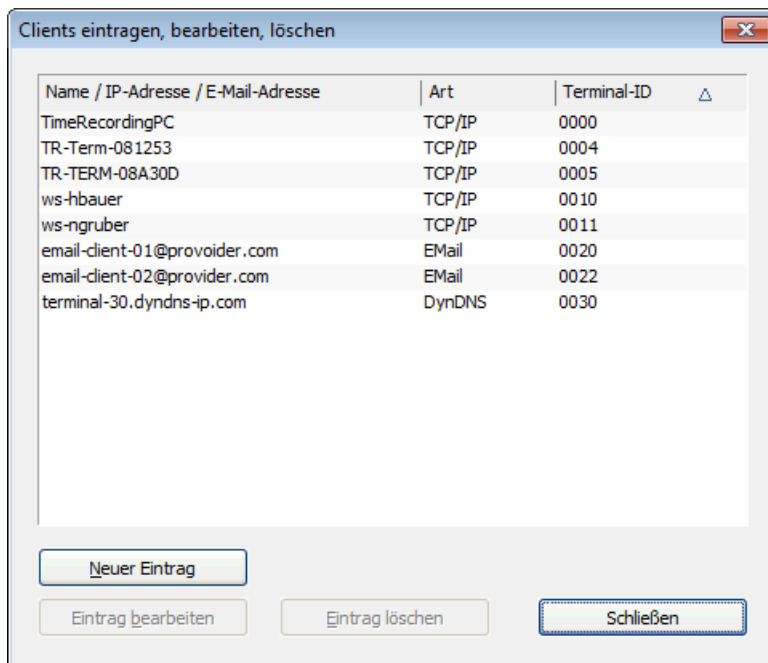 Clients eintragen, bearbeiten, löschen
Name / IP-Adresse / E-Mail-Adresse Art Terminal-ID
TimeRecordingPC TCP/IP 0000
TR-Term-081253 TCP/IP 0004
TR-TERM-08A30D TCP/IP 0005
ws-hbauer TCP/IP 0010
ws-ngruber TCP/IP 0011
email-client-01@provoider.com EMail 0020
email-client-02@provider.com EMail 0022
terminal-30.dyndns-ip.com DynDNS 0030
Neuer Eintrag
Eintrag bearbeiten Eintrag löschen Schließen